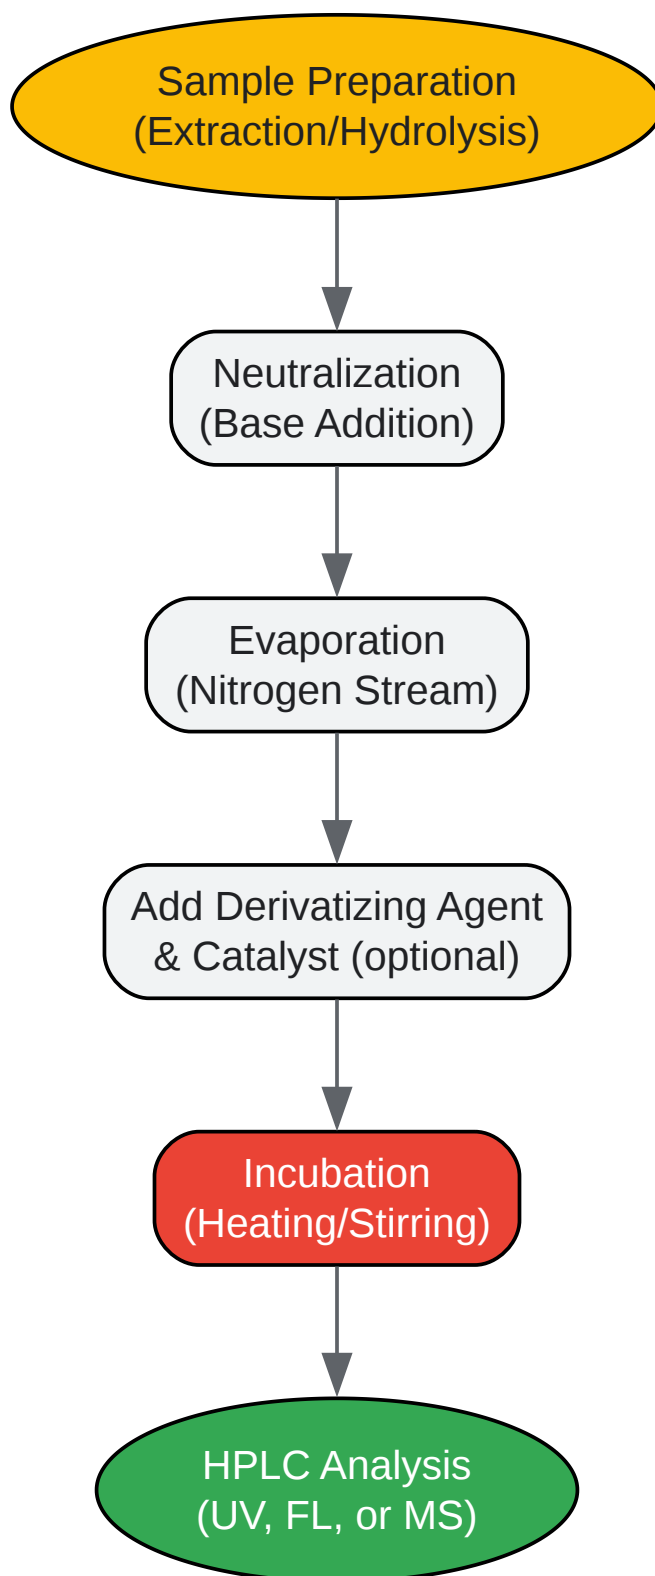 Sample Preparation
(Extraction/Hydrolysis)
Neutralization
(Base Addition)
Evaporation
(Nitrogen Stream)
Add Derivatizing Agent
& Catalyst (optional)
Incubation
(Heating/Stirring)
HPLC Analysis
(UV, FL, or MS)